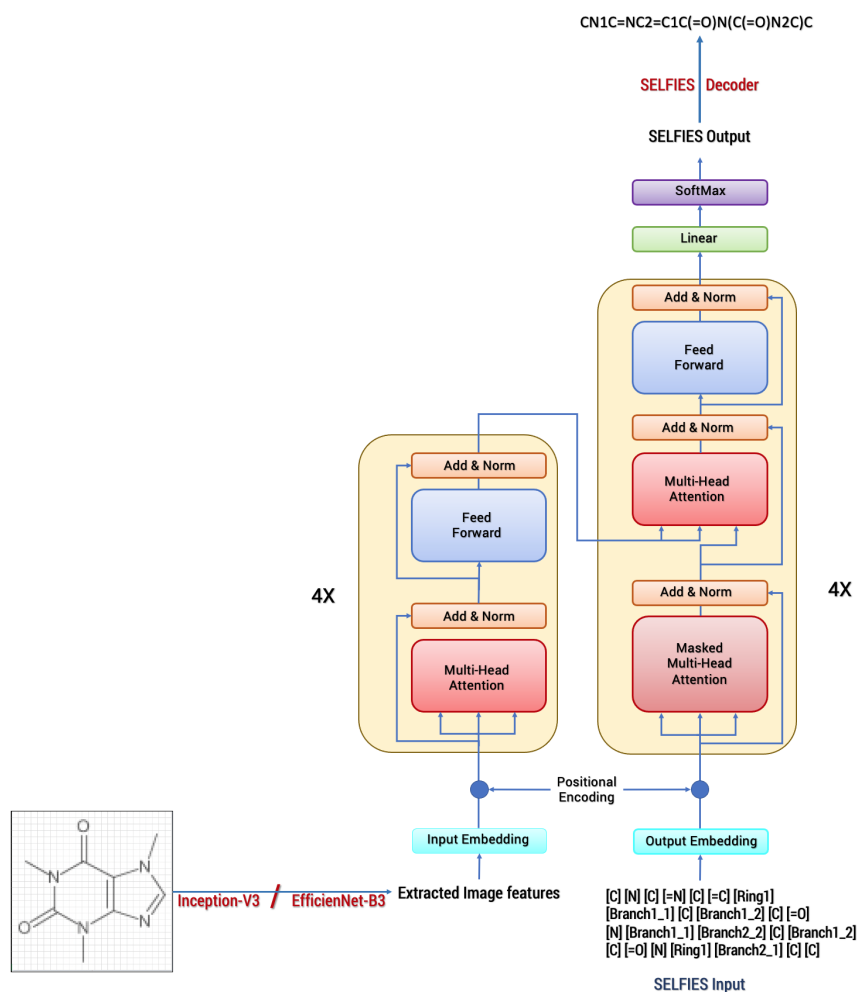 CN1C=NC2=C1C(=O)N(C(=O)N2C)C
SELFIES Decoder
SELFIES Output
SoftMax
Linear
Add & Norm
Feed
Forward
Add & Norm
Multi-Head
Attention
Add & Norm
Masked
Multi-Head
Attention
4X
Add & Norm
Feed
Forward
Add & Norm
Multi-Head
Attention
4X
Positional
Encoding
Input Embedding
Output Embedding
O
N
N
O
N
N
Inception-V3 / EfficienNet-B3
Extracted Image features
[C] [N] [C] [=N] [C] [=C] [Ring1]
[Branch1_1] [C] [Branch1_2] [C] [=O]
[N] [Branch1_1] [Branch2_2] [C] [Branch1_2]
[C] [=O] [N] [Ring1] [Branch2_1] [C] [C]
SELFIES Input